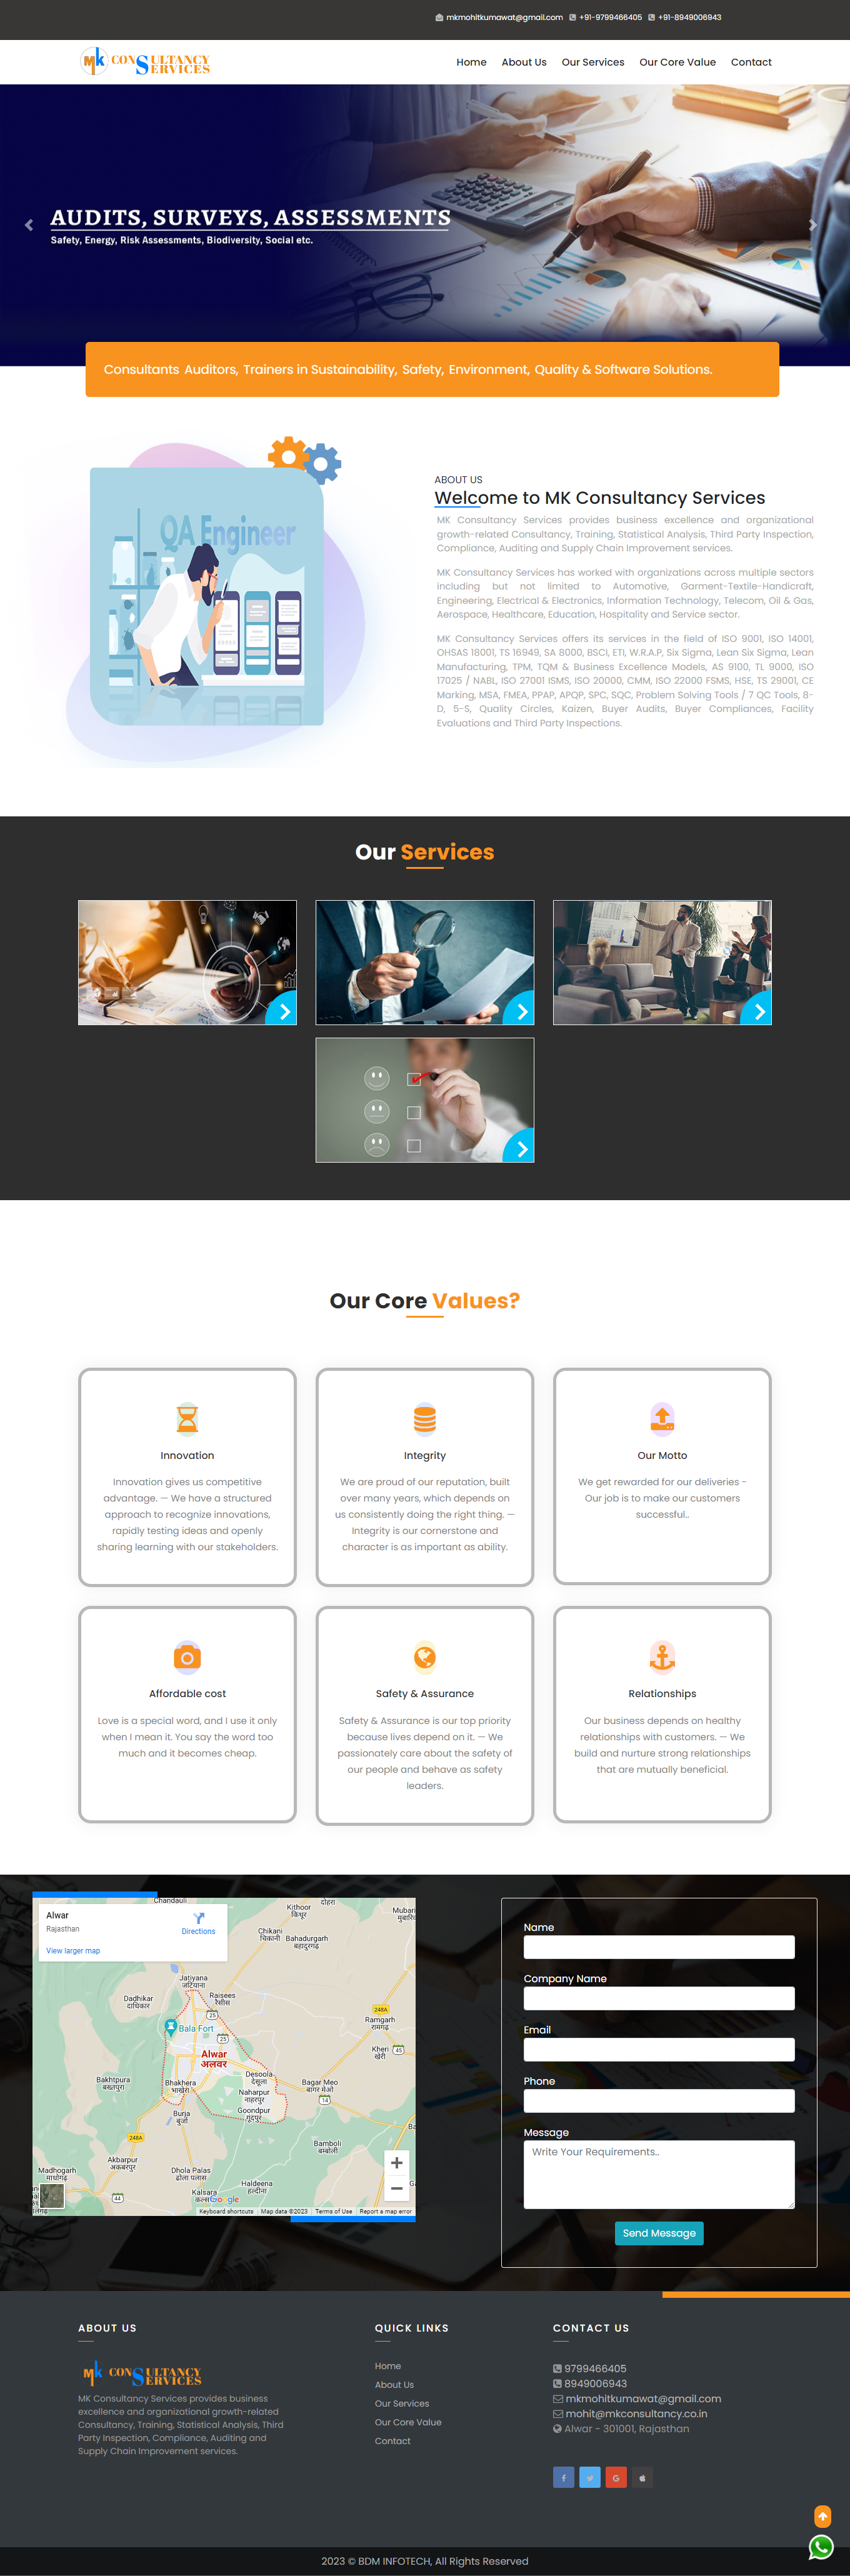 mkmohitkumawat@gmail.com +91-9799466405 +91-8949006943
Mk CONSULTANCY SERVICES
Home About Us Our Services Our Core Value Contact
AUDITS, SURVEYS, ASSESSMENTS
Safety, Energy, Risk Assessments, Biodiversity, Social etc.
Consultants Auditors, Trainers in Sustainability, Safety, Environment, Quality & Software Solutions.
QA Engineer
ABOUT US
Welcome to MK Consultancy Services
MK Consultancy Services provides business excellence and organizational
growth-related Consultancy, Training, Statistical Analysis, Third Party Inspection,
Compliance, Auditing and Supply Chain Improvement services.
MK Consultancy Services has worked with organizations across multiple sectors
including but not limited to Automotive, Garment-Textile-Handicraft,
Engineering, Electrical & Electronics, Information Technology, Telecom, Oil & Gas,
Aerospace, Healthcare, Education, Hospitality and Service sector.
MK Consultancy Services offers its services in the field of ISO 9001, ISO 14001,
OHSAS 18001, TS 16949, SA 8000, BSCI, ETI, W.R.A.P, Six Sigma, Lean Six Sigma, Lean
Manufacturing, TPM, TQM & Business Excellence Models, AS 9100, TL 9000, ISO
17025 / NABL, ISO 27001 ISMS, ISO 20000, CMM, ISO 22000 FSMS, HSE, TS 29001, CE
Marking, MSA, FMEA, PPAP, APQP, SPC, SQC, Problem Solving Tools / 7 QC Tools, 8-
D, 5-S, Quality Circles, Kaizen, Buyer Audits, Buyer Compliances, Facility
Evaluations and Third Party Inspections.
Our Services
Our Core Values?
Innovation
Innovation gives us competitive
advantage. — We have a structured
approach to recognize innovations,
rapidly testing ideas and openly
sharing learning with our stakeholders.
Integrity
We are proud of our reputation, built
over many years, which depends on
us consistently doing the right thing. —
Integrity is our cornerstone and
character is as important as ability.
Our Motto
We get rewarded for our deliveries -
Our job is to make our customers
successful..
Affordable cost
Love is a special word, and I use it only
when I mean it. You say the word too
much and it becomes cheap.
Safety & Assurance
Safety & Assurance is our top priority
because lives depend on it. — We
passionately care about the safety of
our people and behave as safety
leaders.
Relationships
Our business depends on healthy
relationships with customers. — We
build and nurture strong relationships
that are mutually beneficial.
Alwar
Rajasthan
Directions
View larger map
Chandauli
Kithoor
किथूर
दोहरा
Mubari
Chikani
चिकानी
Bahadurgarh
बहादुरगढ़
Jatiyana
जटियाना
Dadhikar
दाधिकार
Raisees
रैसीस
25
248A
Ramgarh
रामगढ़
Bala Fort
25
Kheri
खेरी
45
Alwar
अलवर
Desoola
देसूला
Bakhtpura
बख्तपुरा
Bhakhera
भाखेरा
Naharpur
नाहरपुर
Bagar Meo
बागर मेओ
14
Goondpur
गूंदपुर
Burja
बुर्जा
248A
Bamboli
बम्बोली
Akbarpur
अकबरपुर
Dhola Palas
ढोला पलास
Madhogarh
माधोगढ़
Haldeena
हल्दीना
Kalsara
44
Google
Keyboard shortcuts Map data ©2023 Terms of Use Report a map error
Name
Company Name
Email
Phone
Message
Write Your Requirements..
Send Message
ABOUT US
Mk CONSULTANCY SERVICES
MK Consultancy Services provides business
excellence and organizational growth-related
Consultancy, Training, Statistical Analysis, Third
Party Inspection, Compliance, Auditing and
Supply Chain Improvement services.
QUICK LINKS
Home
About Us
Our Services
Our Core Value
Contact
CONTACT US
9799466405
8949006943
mkmohitkumawat@gmail.com
mohit@mkconsultancy.co.in
Alwar - 301001, Rajasthan
2023 © BDM INFOTECH, All Rights Reserved